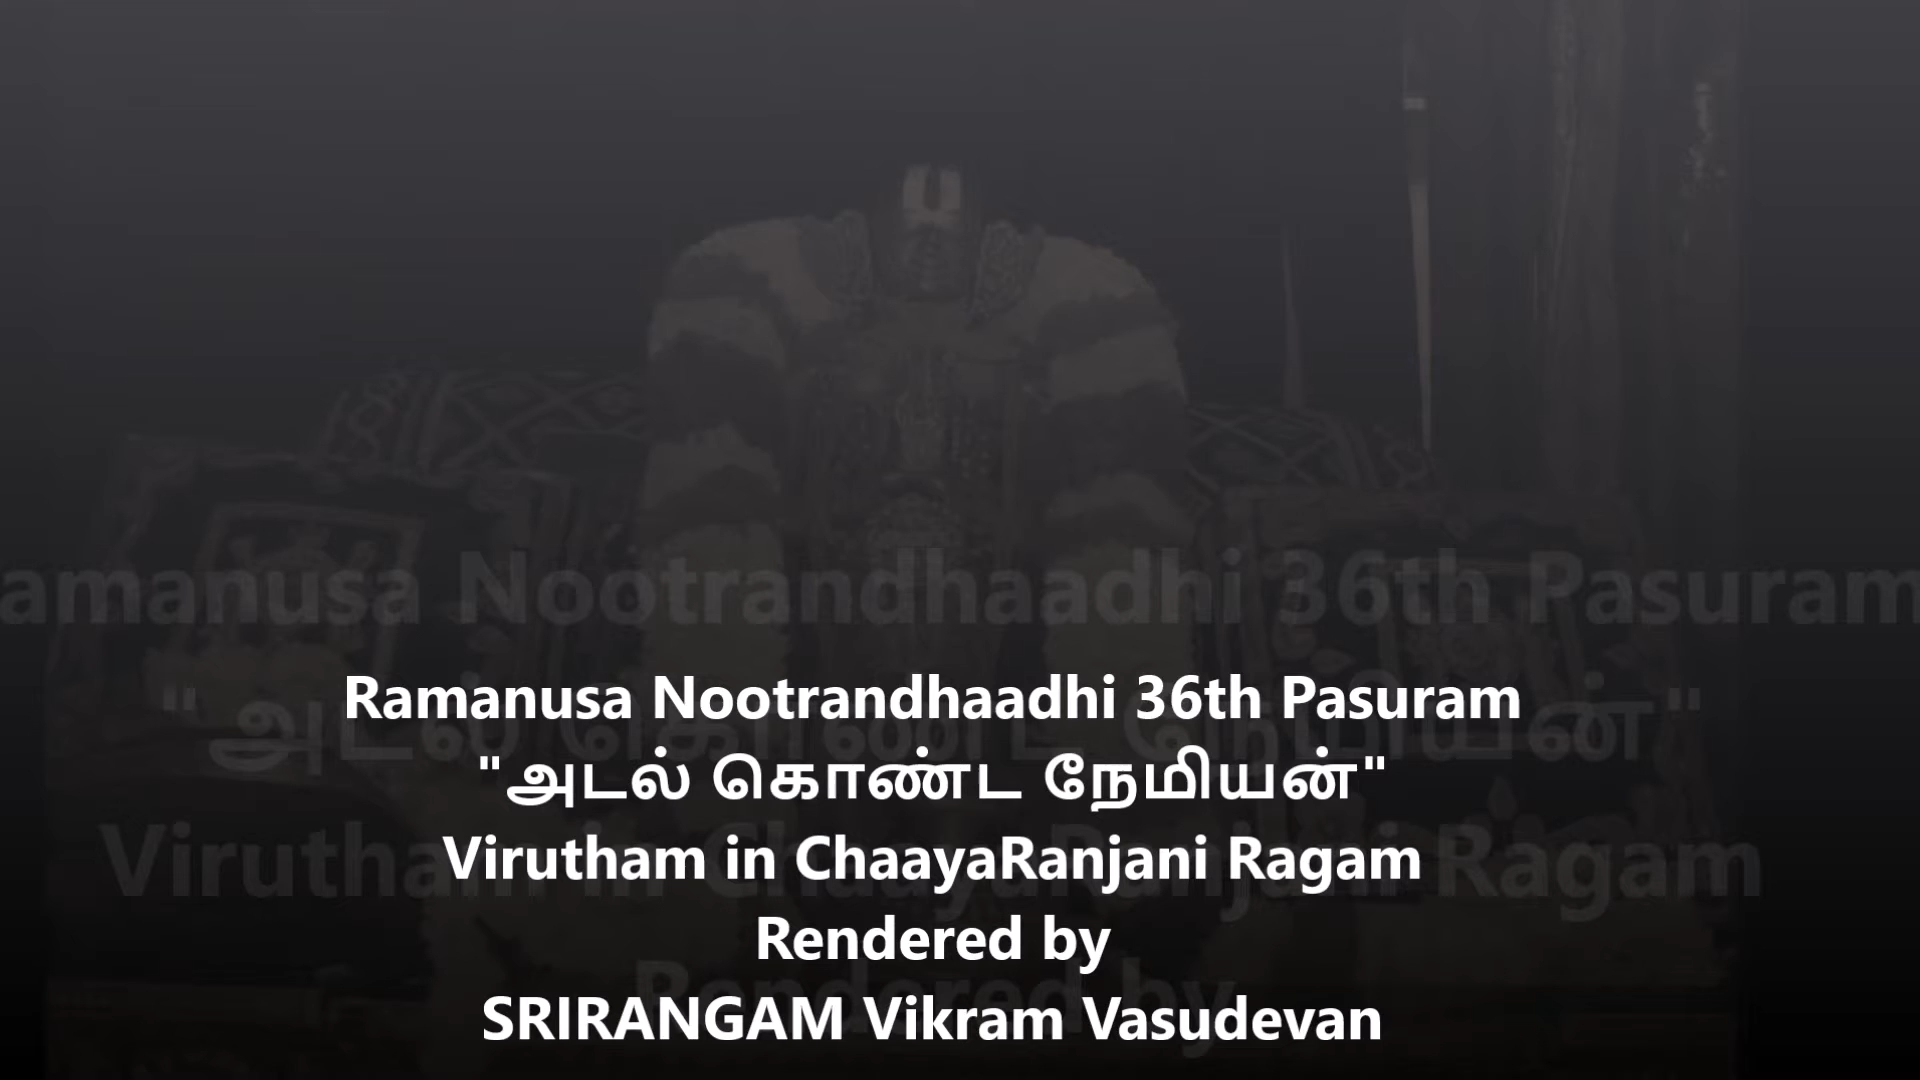 Ramanusa Nootrandhaadhi 36th Pasuram
"அடல் கொண்ட நேமியன்"
Virutham in ChaayaRanjani Ragam
Rendered by
SRIRANGAM Vikram Vasudevan